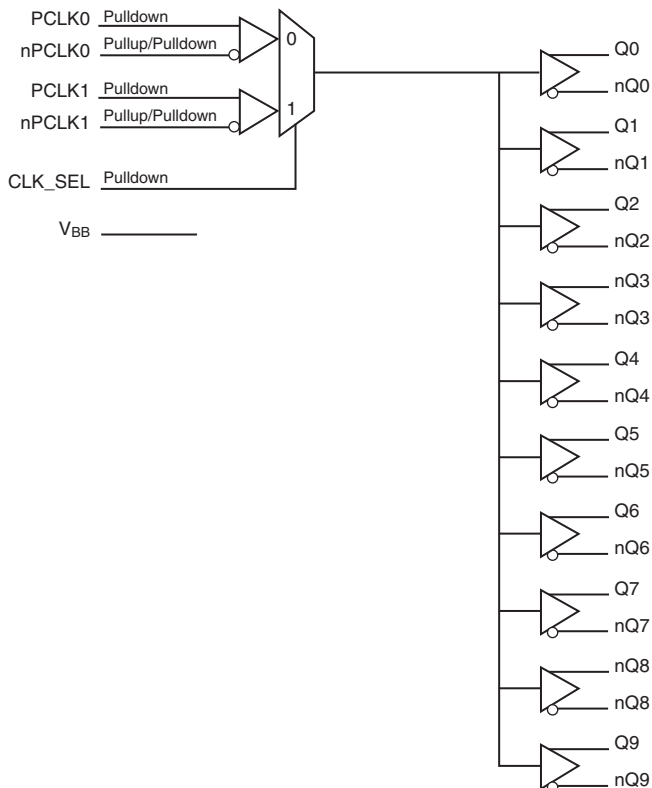 PCLK0 Pulldown
nPCLK0 Pullup/Pulldown
0
PCLK1 Pulldown
nPCLK1 Pullup/Pulldown
1
CLK_SEL Pulldown
VBB
Q0
nQ0
Q1
nQ1
Q2
nQ2
nQ3
nQ3
Q4
nQ4
Q5
nQ5
Q6
nQ6
Q7
nQ7
nQ8
nQ8
Q9
nQ9